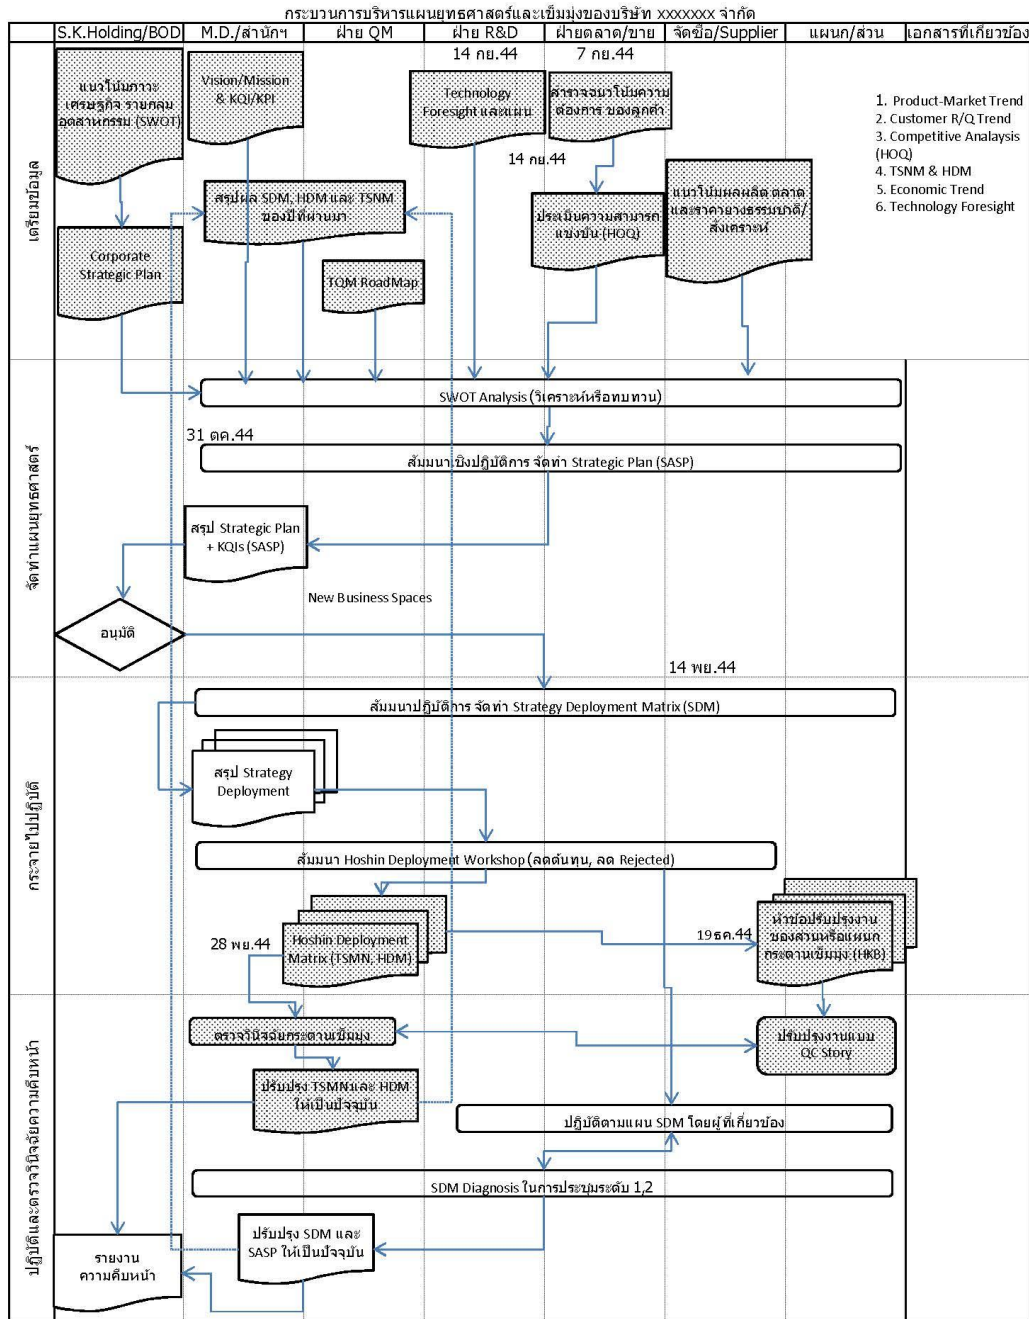 กระบวนการบริหารแผนยุทธศาสตร์และเข็มมุ่งของบริษัท xxxxxxx จำกัด
S.K.Holding/BOD
M.D./สำนักฯ
ฝ่าย QM
ฝ่าย R&D
ฝ่ายตลาด/ขาย
จัดซื้อ/Supplier
แผนก/ส่วน
เอกสารที่เกี่ยวข้อง
เตรียมข้อมูล
14 กย.44
7 กย.44
แนวโน้มภาวะ
เศรษฐกิจ รายกลุ่ม
อุตสาหกรรม (SWOT)
Vision/Mission
& KQI/KPI
Technology
Foresight และแผน
สำรวจแนวโน้มความ
ต้องการ ของลูกค้า
1. Product-Market Trend
2. Customer R/Q Trend
3. Competitive Analaysis
(HOQ)
4. TSNM & HDM
5. Economic Trend
6. Technology Foresight
14 กย.44
สรุปผล SDM, HDM และ TSNM
ของปีที่ผ่านมา
ประเมินความสามารถ
แข่งขัน (HOQ)
แนวโน้มผลผลิต ตลาด
และราคายางธรรมชาติ/
สังเคราะห์
Corporate
Strategic Plan
TQM RoadMap
จัดทำแผนยุทธศาสตร์
SWOT Analysis (วิเคราะห์หรือทบทวน)
31 ตค.44
สัมมนาเชิงปฏิบัติการ จัดทำ Strategic Plan (SASP)
สรุป Strategic Plan
+ KQIs (SASP)
New Business Spaces
อนุมัติ
14 พย.44
กระจายไปปฏิบัติ
สัมมนาปฏิบัติการ จัดทำ Strategy Deployment Matrix (SDM)
สรุป Strategy
Deployment
สัมมนา Hoshin Deployment Workshop (ลดต้นทุน, ลด Rejected)
28 พย.44
Hoshin Deployment
Matrix (TSMN, HDM)
19 ธค.44
หัวข้อปรับปรุงงาน
ของส่วนหรือแผนก
กระดานเข็มมุ่ง (HKB)
ปฏิบัติและตรวจวินิจฉัยความคืบหน้า
ตรวจวินิจฉัยกระดานเข็มมุ่ง
ปรับปรุงงานแบบ
QC Story
ปรับปรุง TSMN และ HDM
ให้เป็นปัจจุบัน
ปฏิบัติตามแผน SDM โดยผู้ที่เกี่ยวข้อง
SDM Diagnosis ในการประชุมระดับ 1,2
ปรับปรุง SDM และ
SASP ให้เป็นปัจจุบัน
รายงาน
ความคืบหน้า